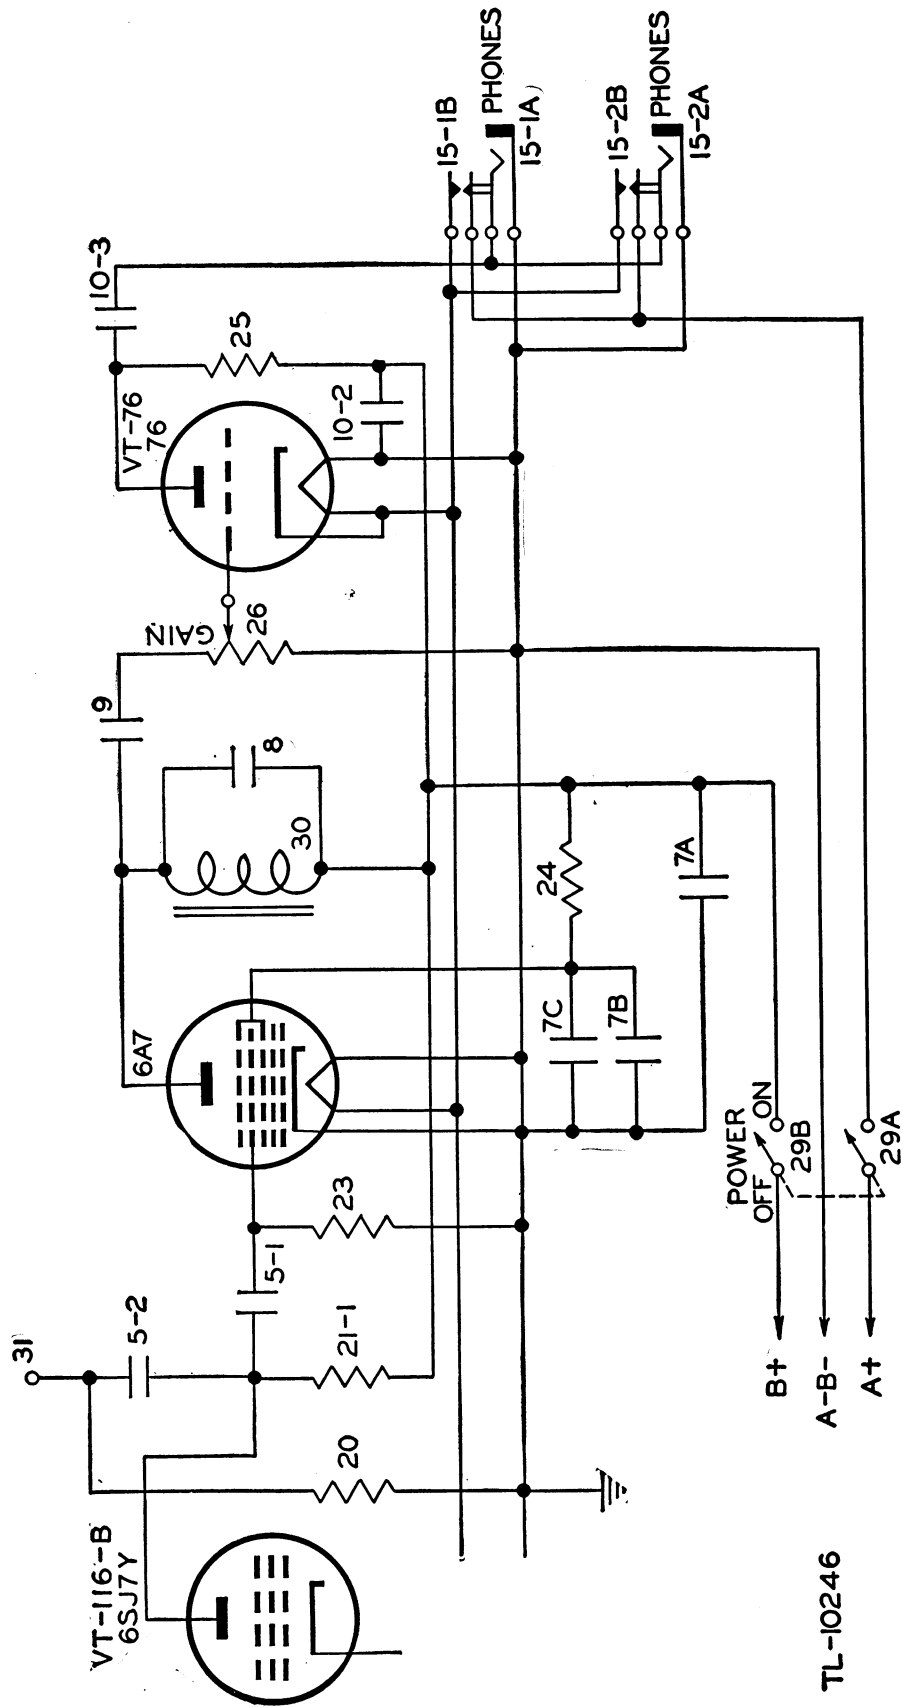 VT-116-B
6SJ7Y
31
5-2
5-1
20
21-1
23
6A7
9
8
30
GAIN
26
VT-76
76
25
10-3
10-2
15-1B
PHONES
15-1A
15-2B
PHONES
15-2A
7C
7B
24
7A
POWER
OFF ON
29B
29A
B+
A-B-
A+
TL-10246